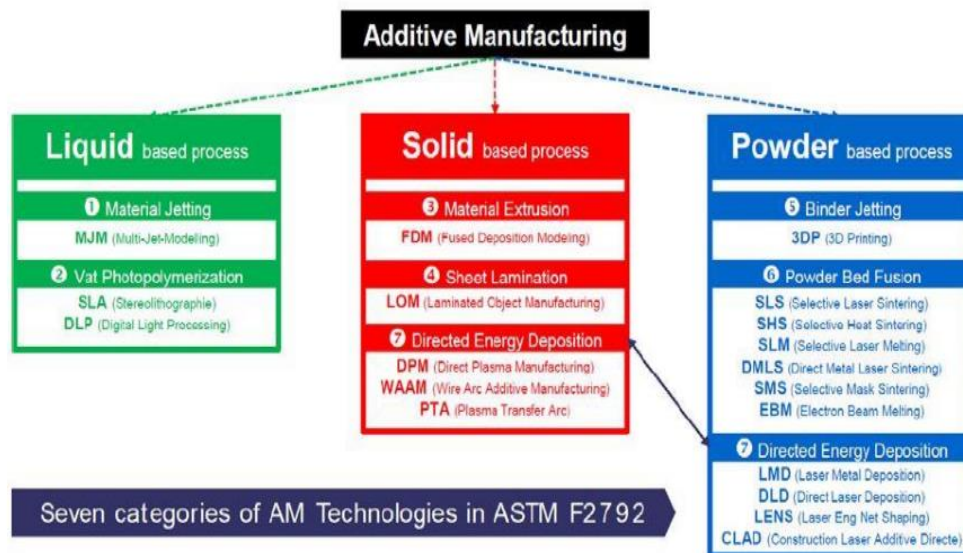 Additive Manufacturing
Liquid based process
❶ Material Jetting
MJM (Multi-Jet-Modelling)
❷ Vat Photopolymerization
SLA (Stereolithographie)
DLP (Digital Light Processing)
Solid based process
❸ Material Extrusion
FDM (Fused Deposition Modeling)
❹ Sheet Lamination
LOM (Laminated Object Manufacturing)
❼ Directed Energy Deposition
DPM (Direct Plasma Manufacturing)
WAAM (Wire Arc Additive Manufacturing)
PTA (Plasma Transfer Arc)
Powder based process
❺ Binder Jetting
3DP (3D Printing)
❻ Powder Bed Fusion
SLS (Selective Laser Sintering)
SHS (Selective Heat Sintering)
SLM (Selective Laser Melting)
DMLS (Direct Metal Laser Sintering)
SMS (Selective Mask Sintering)
EBM (Electron Beam Melting)
❼ Directed Energy Deposition
LMD (Laser Metal Deposition)
DLD (Direct Laser Deposition)
LENS (Laser Eng Net Shaping)
CLAD (Construction Laser Additive Directe)
Seven categories of AM Technologies in ASTM F2792